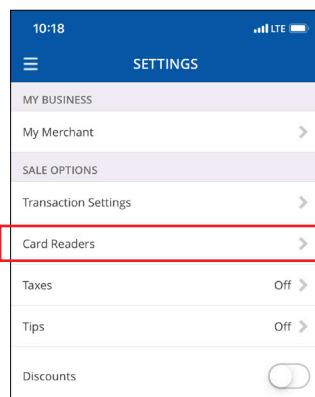 10:18 LTE
SETTINGS
MY BUSINESS
My Merchant
SALE OPTIONS
Transaction Settings
Card Readers
Taxes Off
Tips Off
Discounts